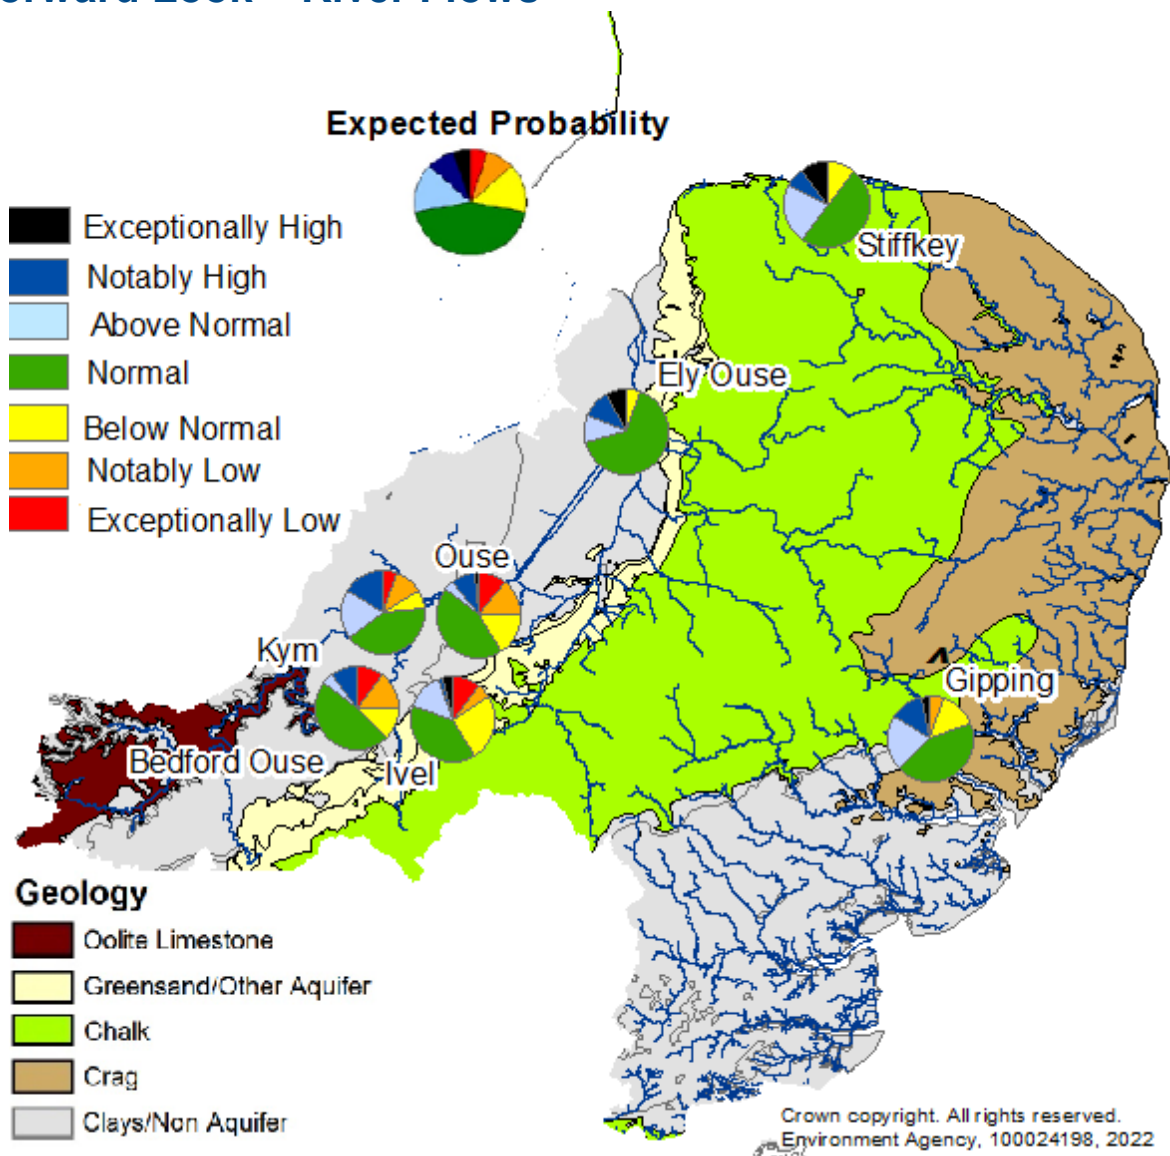 Expected Probability
Exceptionally High
Notably High
Above Normal
Normal
Below Normal
Notably Low
Exceptionally Low
Stiffkey
Ely Ouse
Ouse
Kym
Gipping
Bedford Ouse
Ivel
Geology
Oolite Limestone
Greensand/Other Aquifer
Chalk
Crag
Clays/Non Aquifer
Crown copyright. All rights reserved.
Environment Agency, 100024198, 2022